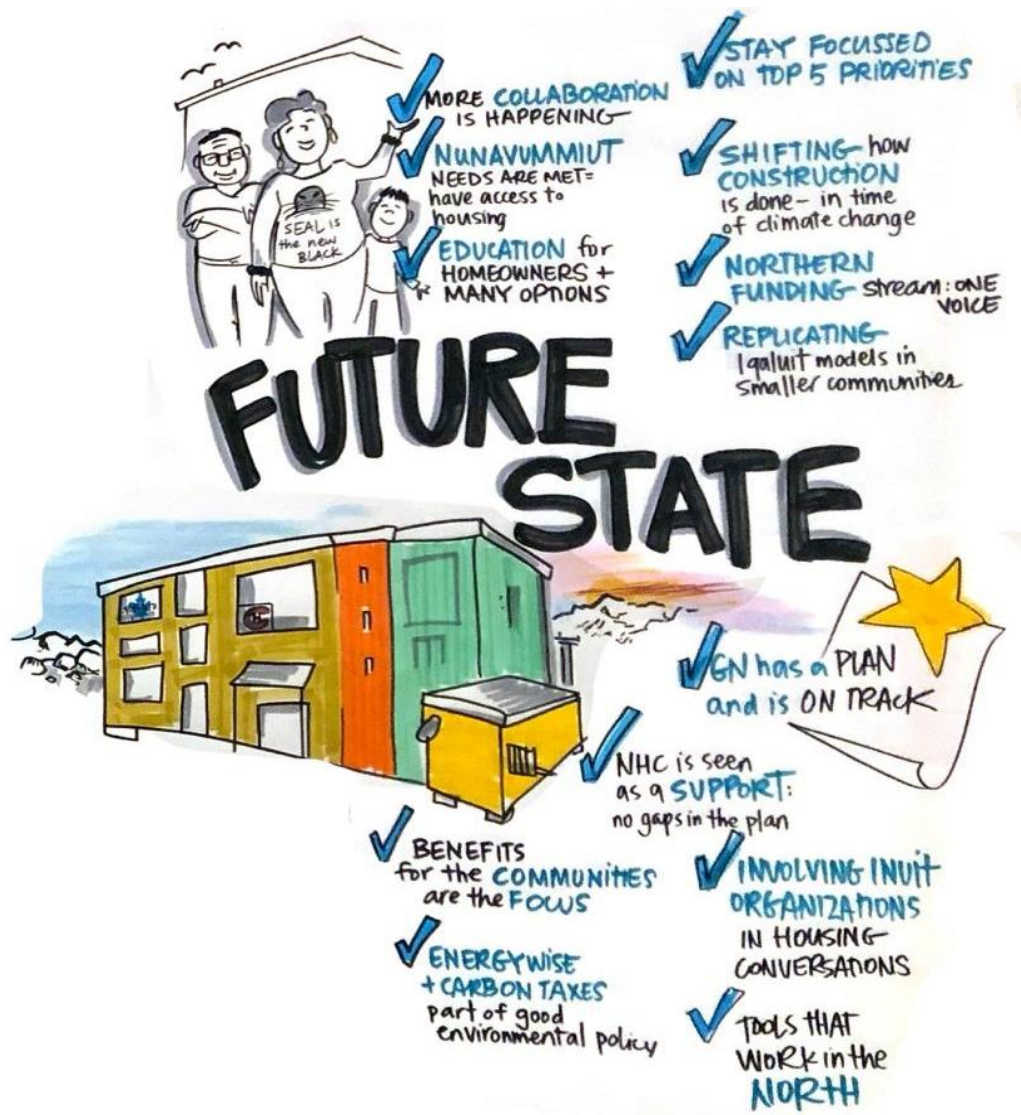 MORE COLLABORATION
IS HAPPENING
NUNAVUMMIUT
NEEDS ARE MET=
have access to
housing
EDUCATION for
HOMEOWNERS +
MANY OPTIONS
SEAL IS
the new
BLACK
STAY FOCUSSED
ON TOP 5 PRIORITIES
SHIFTING how
CONSTRUCTION
is done - in time
of climate change
NORTHERN
FUNDING stream: ONE
VOICE
REPLICATING
Iqaluit models in
smaller communities
FUTURE
STATE
GN has a PLAN
and is ON TRACK
NHC is seen
as a SUPPORT:
no gaps in the plan
BENEFITS
for the COMMUNITIES
are the FOCUS
ENERGYWISE
+ CARBON TAXES
part of good
environmental policy
INVOLVING INUIT
ORGANIZATIONS
IN HOUSING
CONVERSATIONS
TOOLS THAT
WORK in the
NORTH